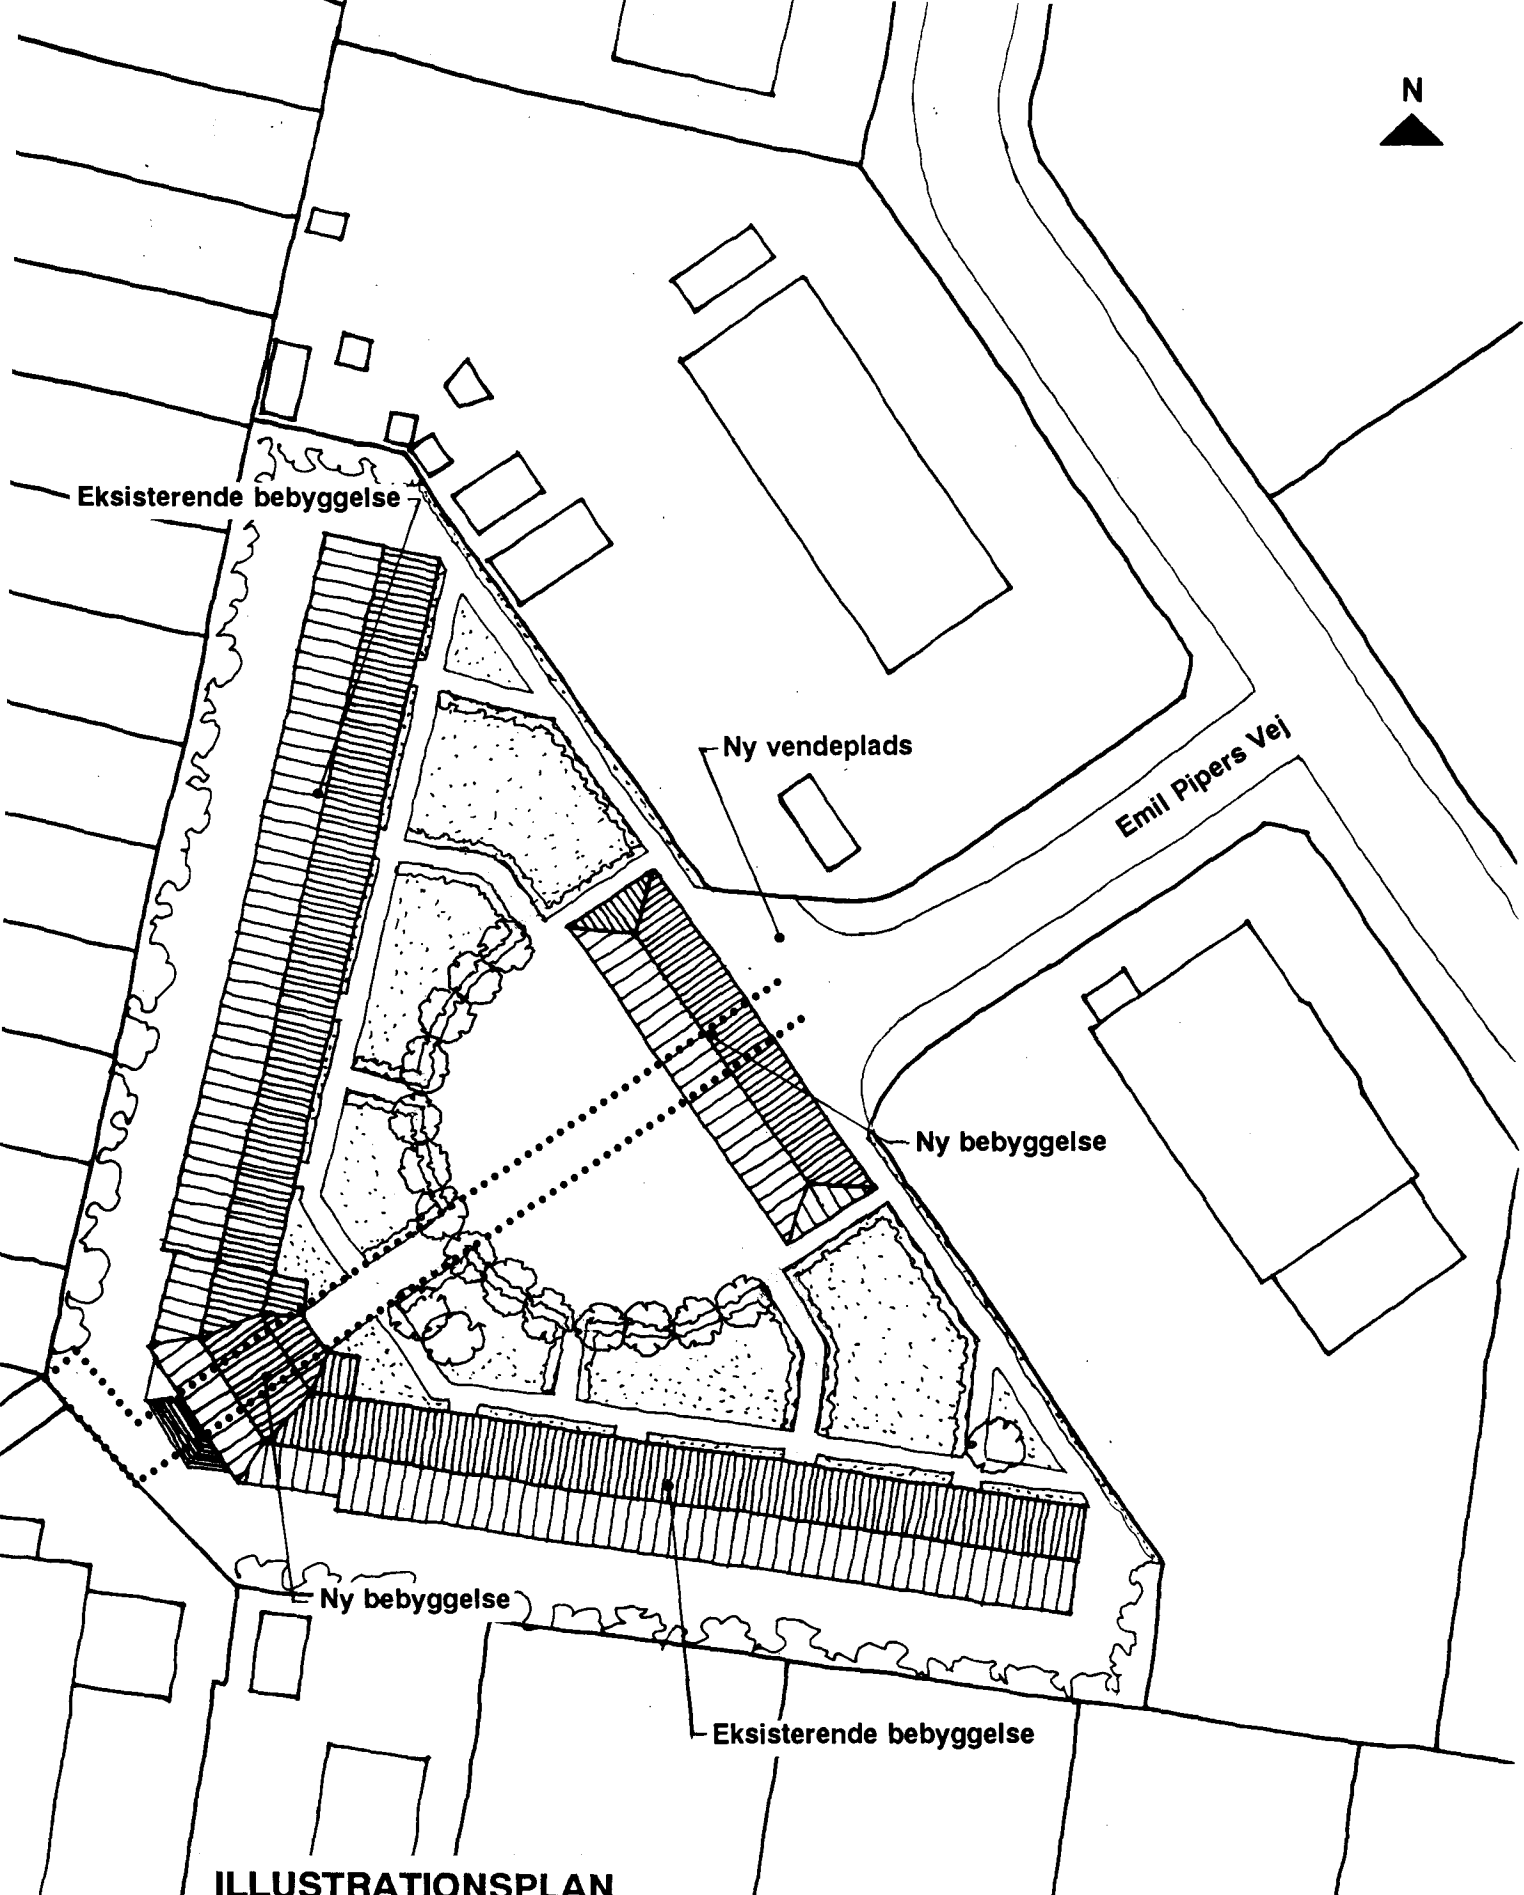 N
Eksisterende bebyggelse
Ny vendeplads
Emil Pipers Vej
Ny bebyggelse
Ny bebyggelse
Eksisterende bebyggelse
ILLUSTRATIONSPLAN